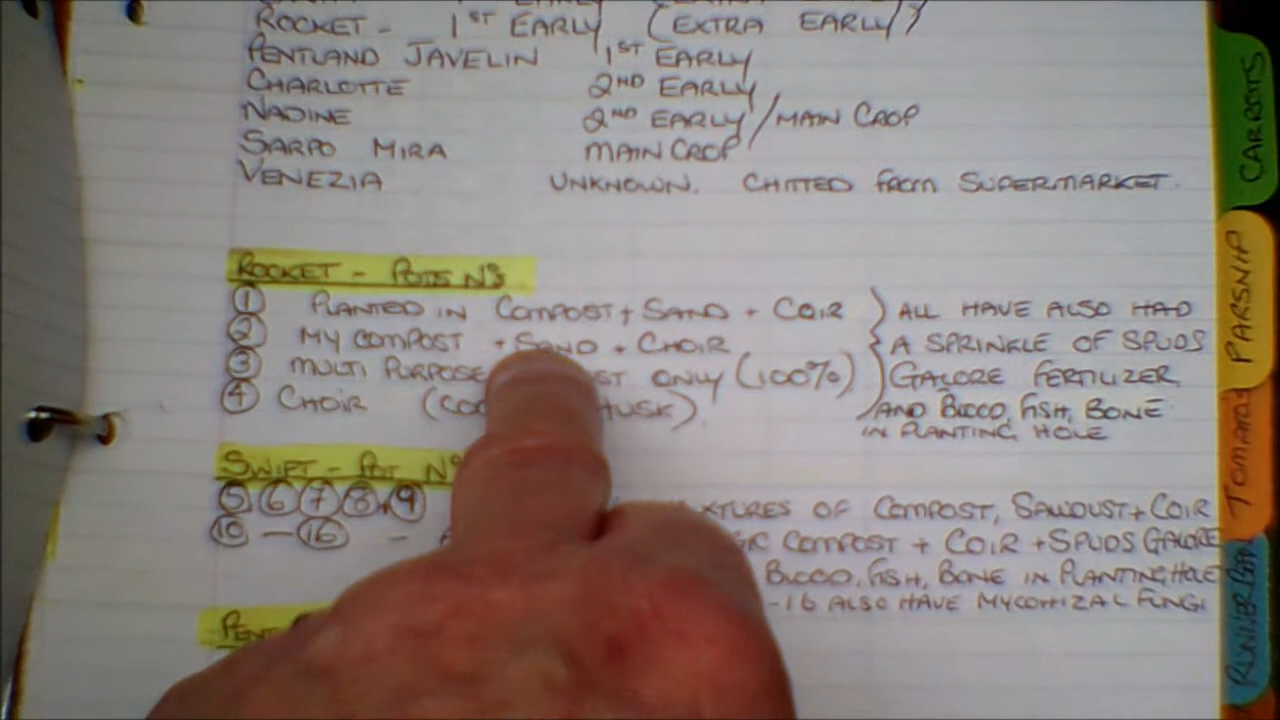 ROCKET - 1ST EARLY (EXTRA EARLY)
PENTLAND JAVELIN 1ST EARLY
CHARLOTTE 2ND EARLY
NADINE 2ND EARLY/MAIN CROP
SARPO MIRA MAIN CROP
VENEZIA UNKNOWN. CHITTED FROM SUPERMARKET.
ROCKET - POTS NºS
1 PLANTED IN COMPOST + SAND + COIR
2 MY COMPOST + SAND + CHOIR
3 MULTI PURPOSE ONLY (100%)
4 CHOIR HUSK).
ALL HAVE ALSO HAD
A SPRINKLE OF SPUDS
GALORE FERTILIZER
AND BLOOD, FISH, BONE
IN PLANTING HOLE
SWIFT - POT NºS
5 6 7 8 9 OF COMPOST, SAWDUST + COIR
10 - 16 - COMPOST + COIR + SPUDS GALORE
BLOOD, FISH, BONE IN PLANTING HOLE
-16 ALSO HAVE MYCOHIZAL FUNGI
CARROTS
PARSNIP